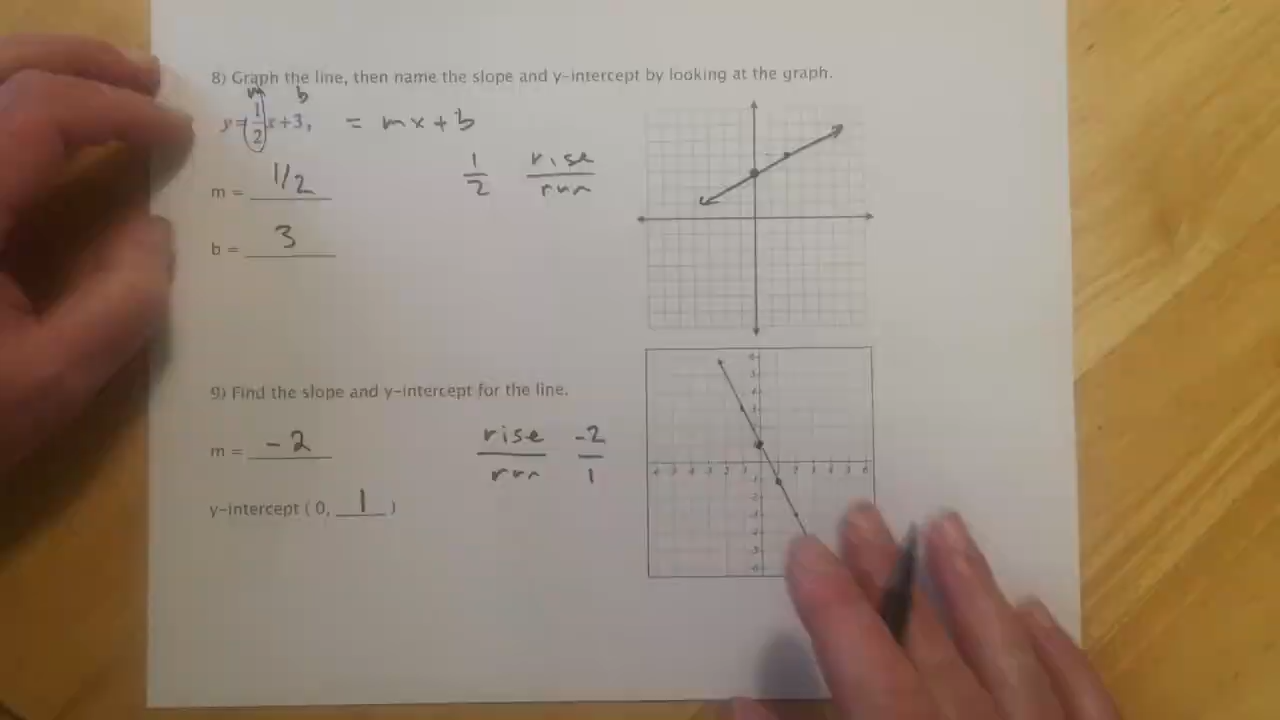 8) Graph the line, then name the slope and y-intercept by looking at the graph.
m b
y=1/2x+3, = mx+b
1/2 rise/run
m = 1/2
b = 3
9) Find the slope and y-intercept for the line.
rise/run -2/1
m = -2
y-intercept ( 0, 1 )